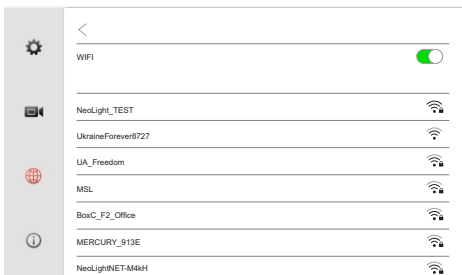 WIFI
NeoLight_TEST
UkraineForever8727
UA_Freedom
MSL
BoxC_F2_Office
MERCURY_913E
NeoLightNET-M4kH